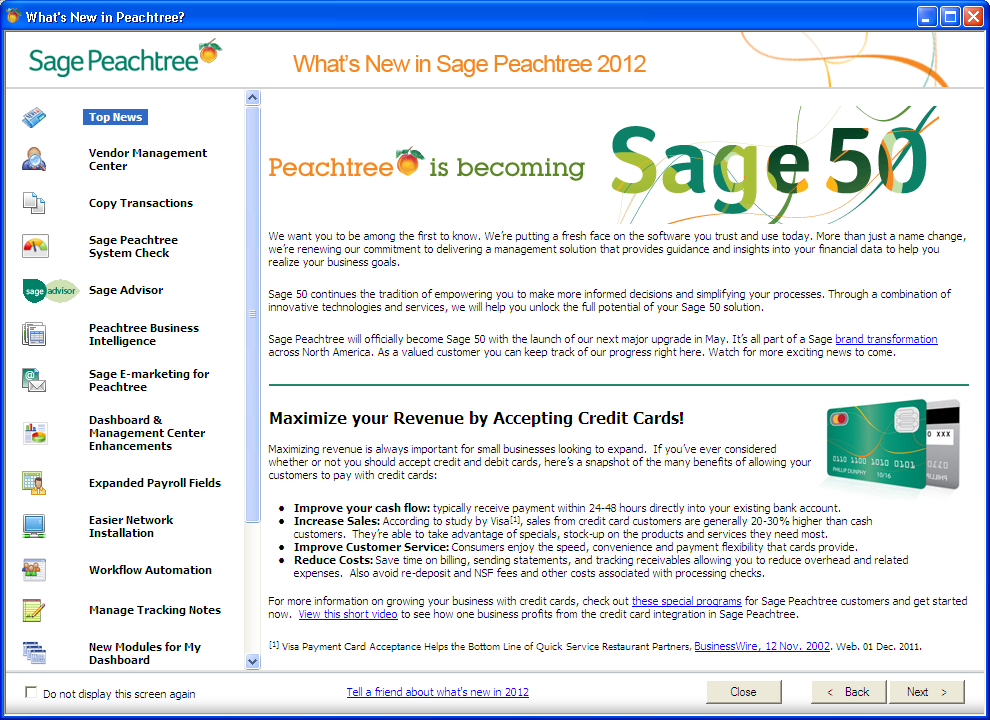 What's New in Peachtree?
Sage Peachtree
What's New in Sage Peachtree 2012
Top News
Vendor Management
Center
Copy Transactions
Sage Peachtree
System Check
sage advisor
Sage Advisor
Peachtree Business
Intelligence
Sage E-marketing for
Peachtree
Dashboard &
Management Center
Enhancements
Expanded Payroll Fields
Easier Network
Installation
Workflow Automation
Manage Tracking Notes
New Modules for My
Dashboard
Peachtree is becoming Sage 50
We want you to be among the first to know. We're putting a fresh face on the software you trust and use today. More than just a name change,
we're renewing our commitment to delivering a management solution that provides guidance and insights into your financial data to help you
realize your business goals.
Sage 50 continues the tradition of empowering you to make more informed decisions and simplifying your processes. Through a combination of
innovative technologies and services, we will help you unlock the full potential of your Sage 50 solution.
Sage Peachtree will officially become Sage 50 with the launch of our next major upgrade in May. It's all part of a Sage brand transformation
across North America. As a valued customer you can keep track of our progress right here. Watch for more exciting news to come.
Maximize your Revenue by Accepting Credit Cards!
Maximizing revenue is always important for small businesses looking to expand. If you've ever considered
whether or not you should accept credit and debit cards, here's a snapshot of the many benefits of allowing your
customers to pay with credit cards:
0110 1100 1010 0101
10/16
PHILLIP DUNPHY
0 XXX
• Improve your cash flow: typically receive payment within 24-48 hours directly into your existing bank account.
• Increase Sales: According to study by Visa[1], sales from credit card customers are generally 20-30% higher than cash
customers. They're able to take advantage of specials, stock-up on the products and services they need most.
• Improve Customer Service: Consumers enjoy the speed, convenience and payment flexibility that cards provide.
• Reduce Costs: Save time on billing, sending statements, and tracking receivables allowing you to reduce overhead and related
expenses. Also avoid re-deposit and NSF fees and other costs associated with processing checks.
For more information on growing your business with credit cards, check out these special programs for Sage Peachtree customers and get started
now. View this short video to see how one business profits from the credit card integration in Sage Peachtree.
[1] Visa Payment Card Acceptance Helps the Bottom Line of Quick Service Restaurant Partners, BusinessWire, 12 Nov. 2002. Web. 01 Dec. 2011.
Do not display this screen again
Tell a friend about what's new in 2012
Close
< Back
Next >